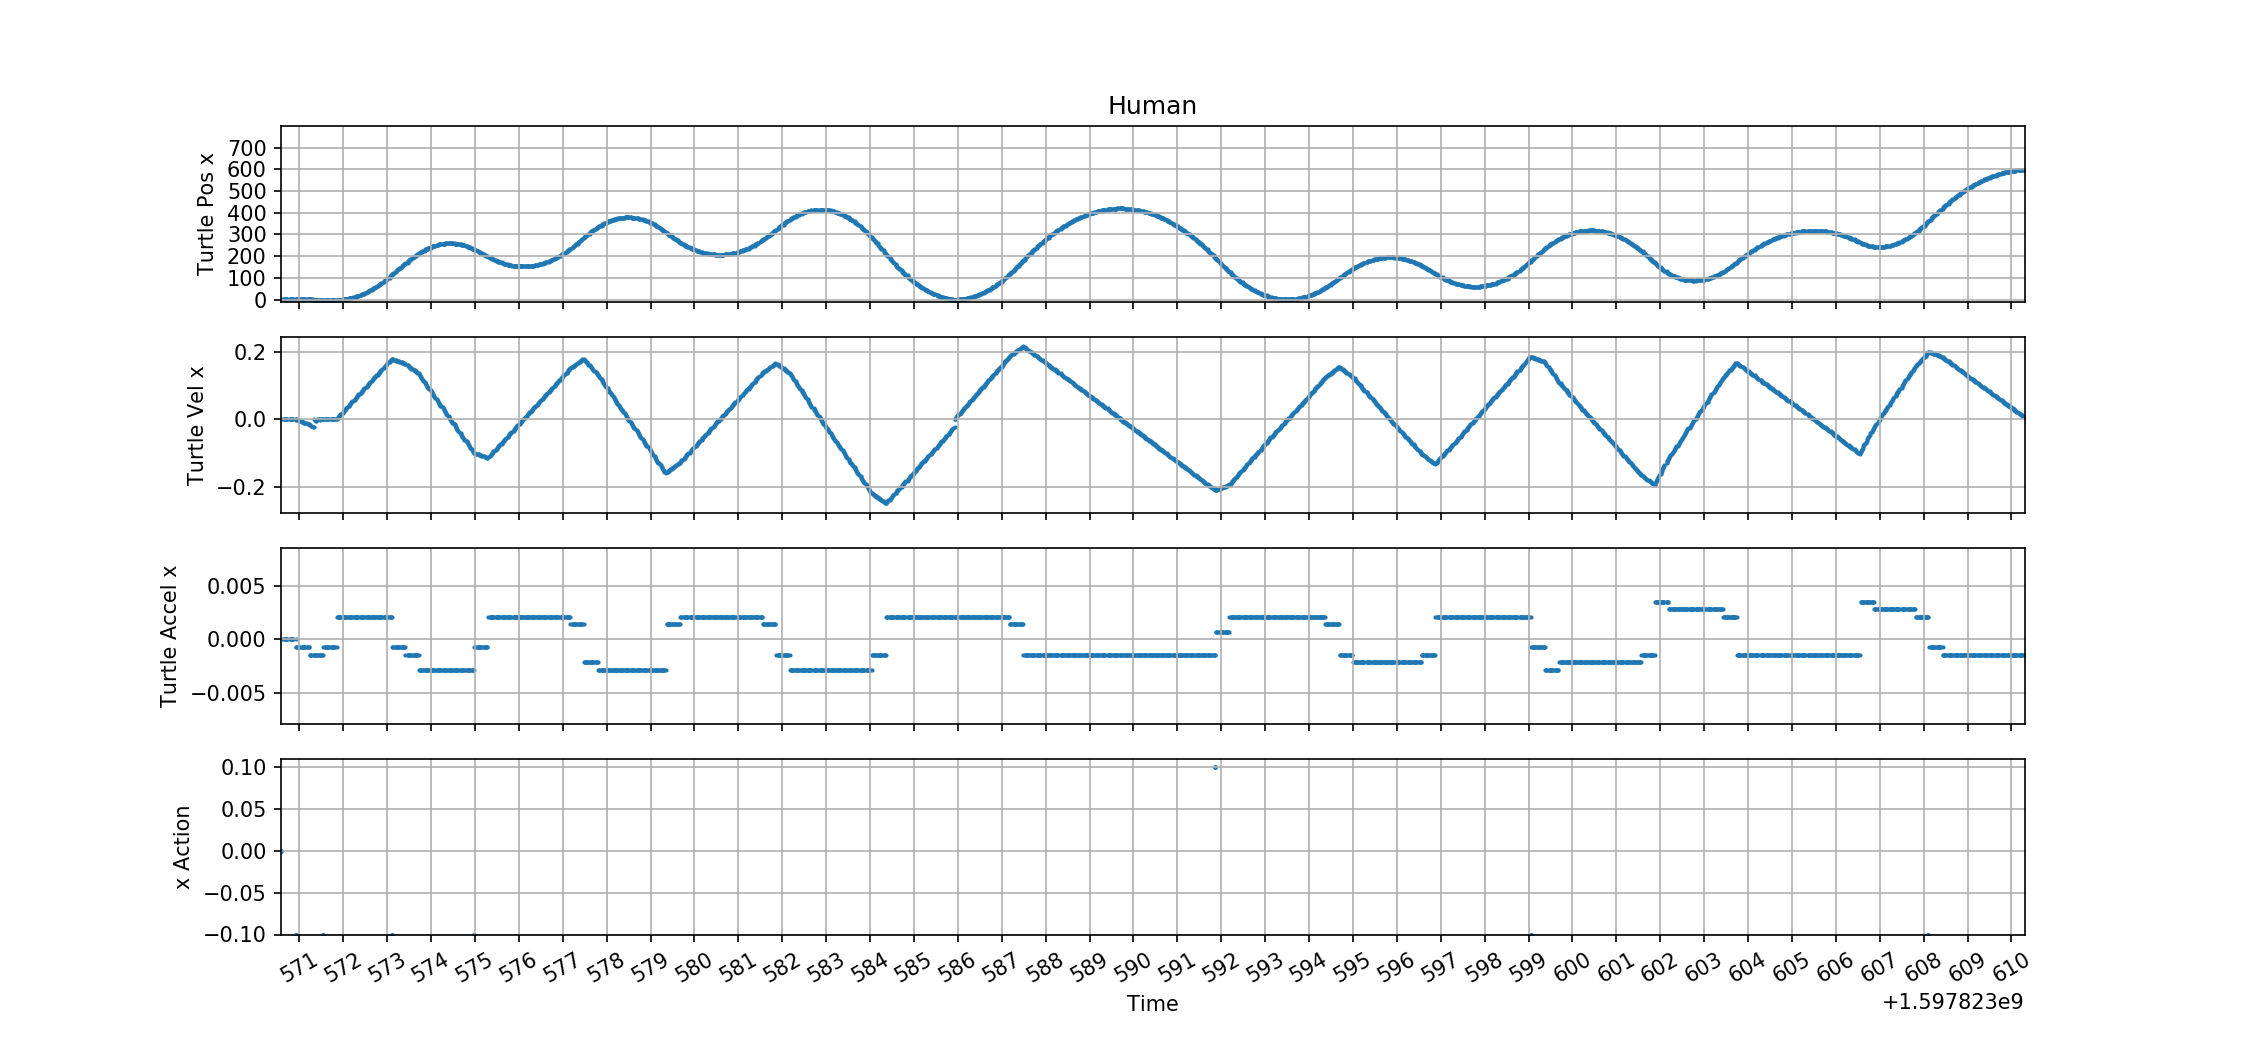 Human
Turtle Pos x
700
600
500
400
300
200
100
0
Turtle Vel x
0.2
0.0
−0.2
Turtle Accel x
0.005
0.000
−0.005
x Action
0.10
0.05
0.00
−0.05
−0.10
571 572 573 574 575 576 577 578 579 580 581 582 583 584 585 586 587 588 589 590 591 592 593 594 595 596 597 598 599 600 601 602 603 604 605 606 607 608 609 610
Time
+1.597823e9